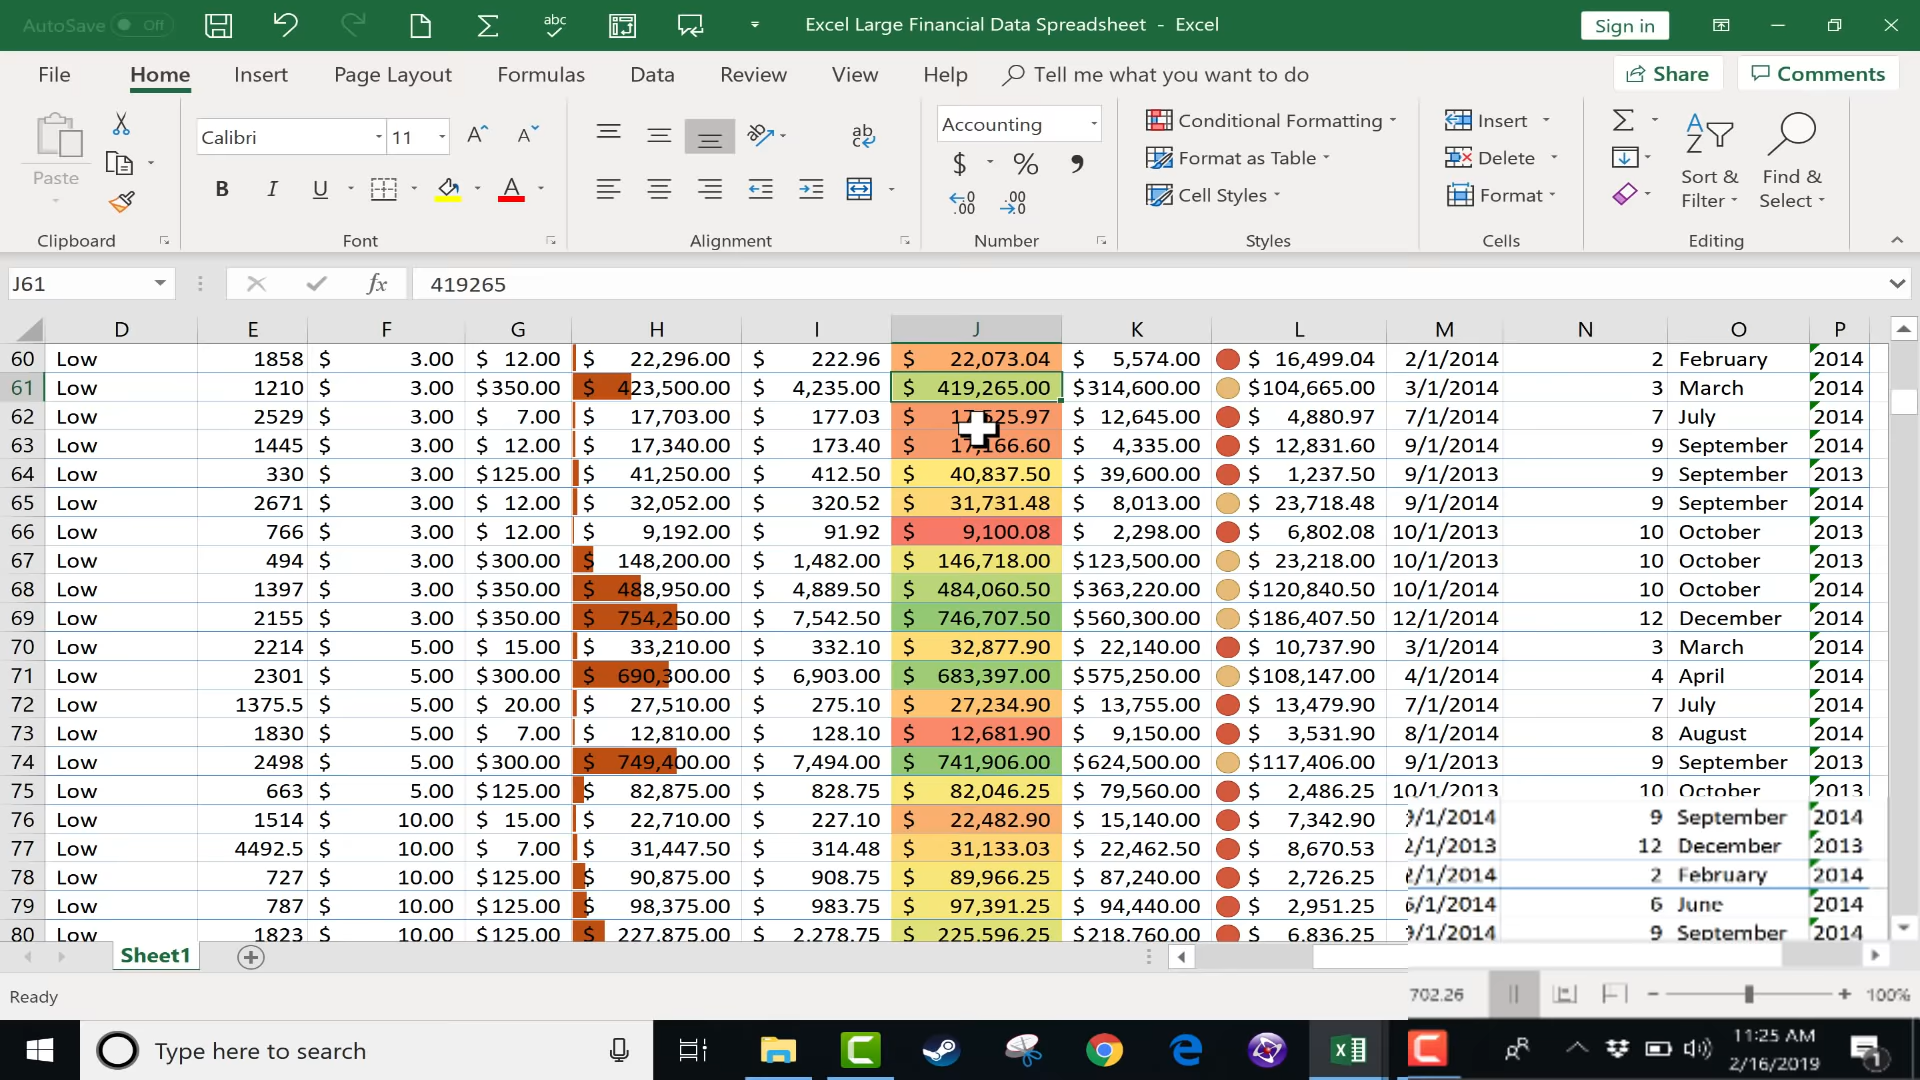 AutoSave Off abc Excel Large Financial Data Spreadsheet - Excel Sign in
File Home Insert Page Layout Formulas Data Review View Help Tell me what you want to do Share Comments
Paste Calibri 11 A A ab Accounting Conditional Formatting Insert
$ % , Format as Table Delete Sort & Filter Find & Select
B I U A Cell Styles Format
Clipboard Font Alignment Number Styles Cells Editing
J61 fx 419265
D E F G H I J K L M N O P
60 Low 1858 $ 3.00 $ 12.00 $ 22,296.00 $ 222.96 $ 22,073.04 $ 5,574.00 $ 16,499.04 2/1/2014 2 February 2014
61 Low 1210 $ 3.00 $350.00 $ 423,500.00 $ 4,235.00 $ 419,265.00 $314,600.00 $104,665.00 3/1/2014 3 March 2014
62 Low 2529 $ 3.00 $ 7.00 $ 17,703.00 $ 177.03 $ 17,525.97 $ 12,645.00 $ 4,880.97 7/1/2014 7 July 2014
63 Low 1445 $ 3.00 $ 12.00 $ 17,340.00 $ 173.40 $ 17,166.60 $ 4,335.00 $ 12,831.60 9/1/2014 9 September 2014
64 Low 330 $ 3.00 $125.00 $ 41,250.00 $ 412.50 $ 40,837.50 $ 39,600.00 $ 1,237.50 9/1/2013 9 September 2013
65 Low 2671 $ 3.00 $ 12.00 $ 32,052.00 $ 320.52 $ 31,731.48 $ 8,013.00 $ 23,718.48 9/1/2014 9 September 2014
66 Low 766 $ 3.00 $ 12.00 $ 9,192.00 $ 91.92 $ 9,100.08 $ 2,298.00 $ 6,802.08 10/1/2013 10 October 2013
67 Low 494 $ 3.00 $300.00 $ 148,200.00 $ 1,482.00 $ 146,718.00 $123,500.00 $ 23,218.00 10/1/2013 10 October 2013
68 Low 1397 $ 3.00 $350.00 $ 488,950.00 $ 4,889.50 $ 484,060.50 $363,220.00 $120,840.50 10/1/2014 10 October 2014
69 Low 2155 $ 3.00 $350.00 $ 754,250.00 $ 7,542.50 $ 746,707.50 $560,300.00 $186,407.50 12/1/2014 12 December 2014
70 Low 2214 $ 5.00 $ 15.00 $ 33,210.00 $ 332.10 $ 32,877.90 $ 22,140.00 $ 10,737.90 3/1/2014 3 March 2014
71 Low 2301 $ 5.00 $300.00 $ 690,300.00 $ 6,903.00 $ 683,397.00 $575,250.00 $108,147.00 4/1/2014 4 April 2014
72 Low 1375.5 $ 5.00 $ 20.00 $ 27,510.00 $ 275.10 $ 27,234.90 $ 13,755.00 $ 13,479.90 7/1/2014 7 July 2014
73 Low 1830 $ 5.00 $ 7.00 $ 12,810.00 $ 128.10 $ 12,681.90 $ 9,150.00 $ 3,531.90 8/1/2014 8 August 2014
74 Low 2498 $ 5.00 $300.00 $ 749,400.00 $ 7,494.00 $ 741,906.00 $624,500.00 $117,406.00 9/1/2013 9 September 2013
75 Low 663 $ 5.00 $125.00 $ 82,875.00 $ 828.75 $ 82,046.25 $ 79,560.00 $ 2,486.25 10/1/2013 10 October 2013
76 Low 1514 $ 10.00 $ 15.00 $ 22,710.00 $ 227.10 $ 22,482.90 $ 15,140.00 $ 7,342.90 9/1/2014 9 September 2014
77 Low 4492.5 $ 10.00 $ 7.00 $ 31,447.50 $ 314.48 $ 31,133.03 $ 22,462.50 $ 8,670.53 2/1/2013 12 December 2013
78 Low 727 $ 10.00 $125.00 $ 90,875.00 $ 908.75 $ 89,966.25 $ 87,240.00 $ 2,726.25 2/1/2014 2 February 2014
79 Low 787 $ 10.00 $125.00 $ 98,375.00 $ 983.75 $ 97,391.25 $ 94,440.00 $ 2,951.25 6/1/2014 6 June 2014
80 Low 1823 $ 10.00 $125.00 $ 227,875.00 $ 2,278.75 $ 225,596.25 $218,760.00 $ 6,836.25 9/1/2014 9 September 2014
Sheet1
Ready 702.26 100%
Type here to search 11:25 AM
2/16/2019